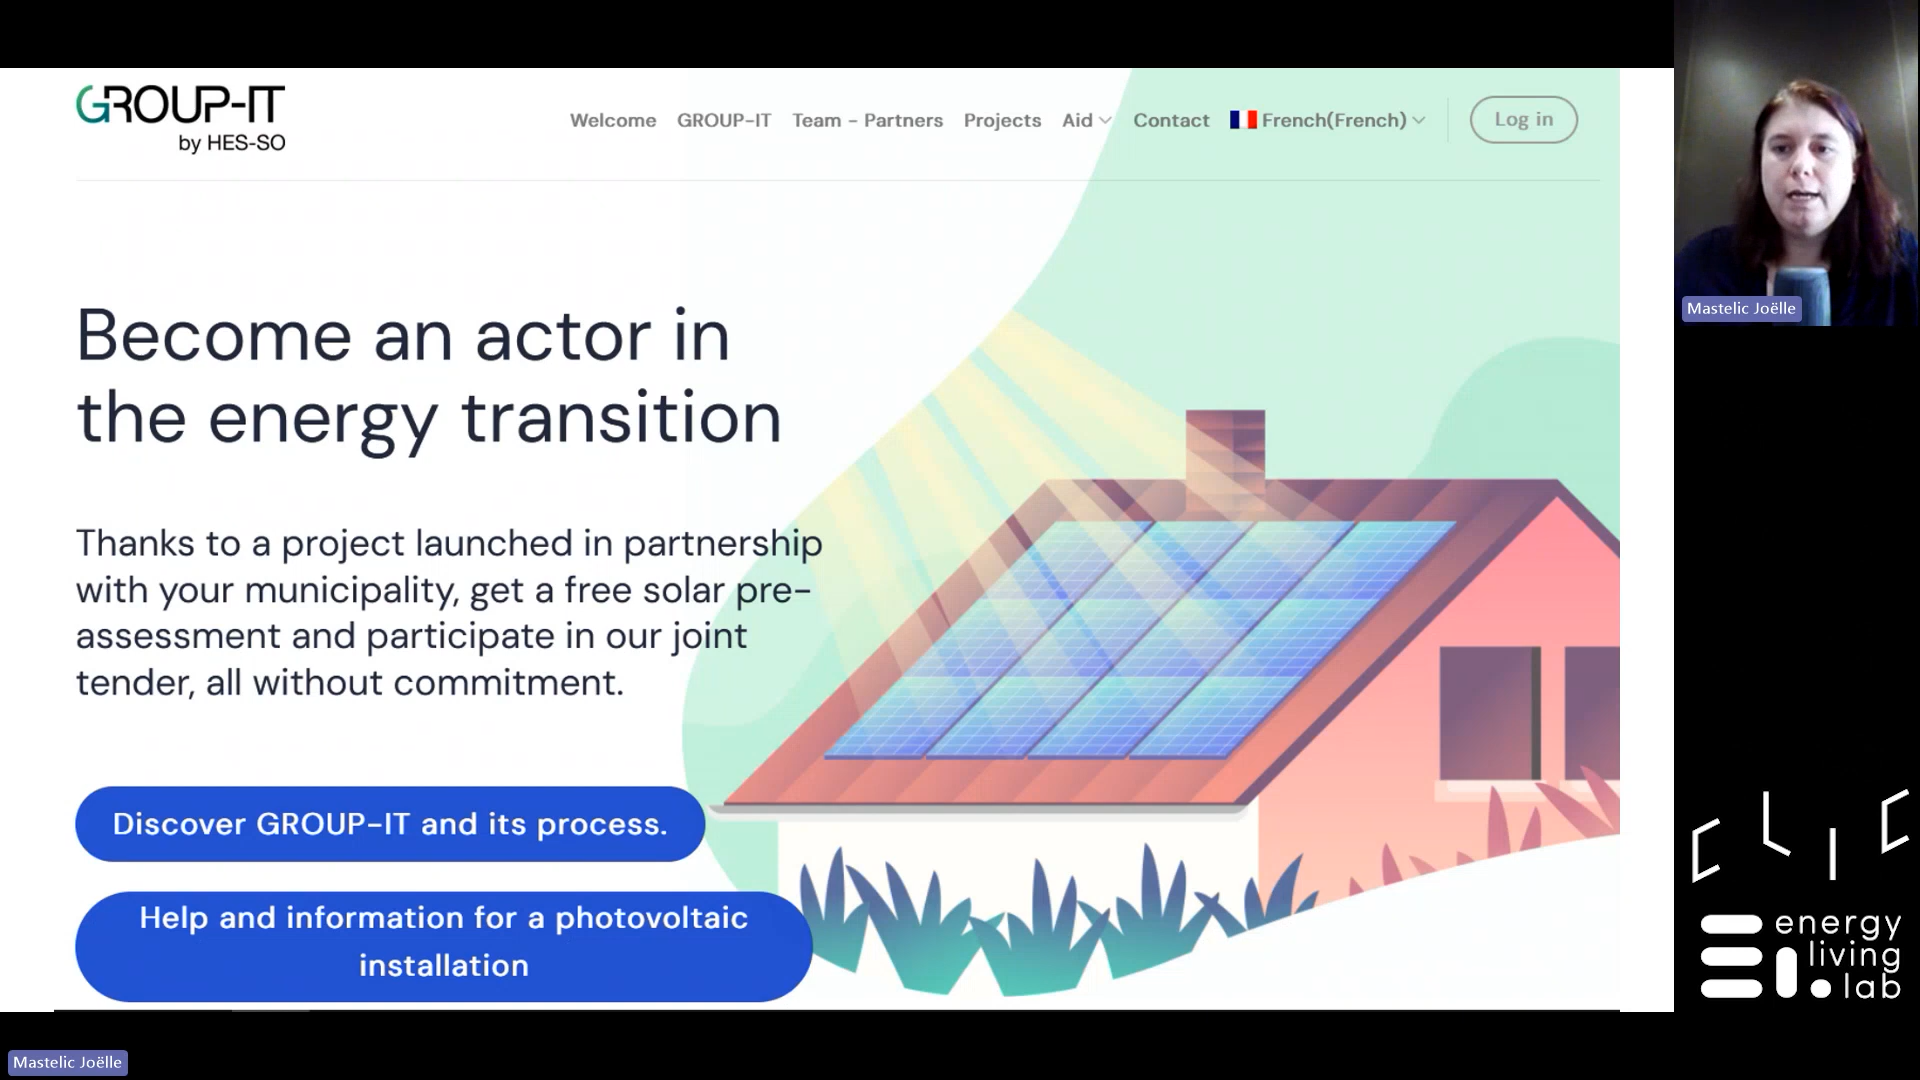 GROUP-IT
by HES-SO
Welcome GROUP-IT Team - Partners Projects Aid Contact French(French) Log in
Become an actor in
the energy transition
Thanks to a project launched in partnership
with your municipality, get a free solar pre-
assessment and participate in our joint
tender, all without commitment.
Discover GROUP-IT and its process.
Help and information for a photovoltaic
installation
Mastelic Joëlle
CLIC
energy
living
lab
Mastelic Joëlle